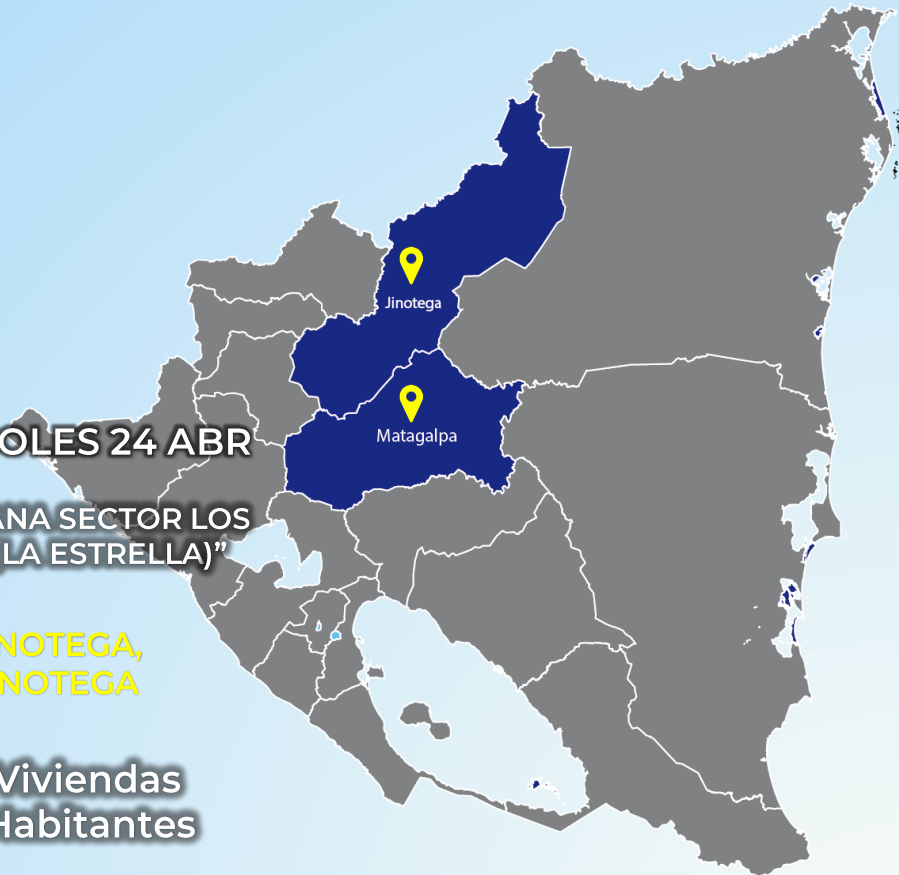 Jinotega
Matagalpa
OLES 24 ABR
ANA SECTOR LOS
LA ESTRELLA)”
NOTEGA,
NOTEGA
Viviendas
Habitantes